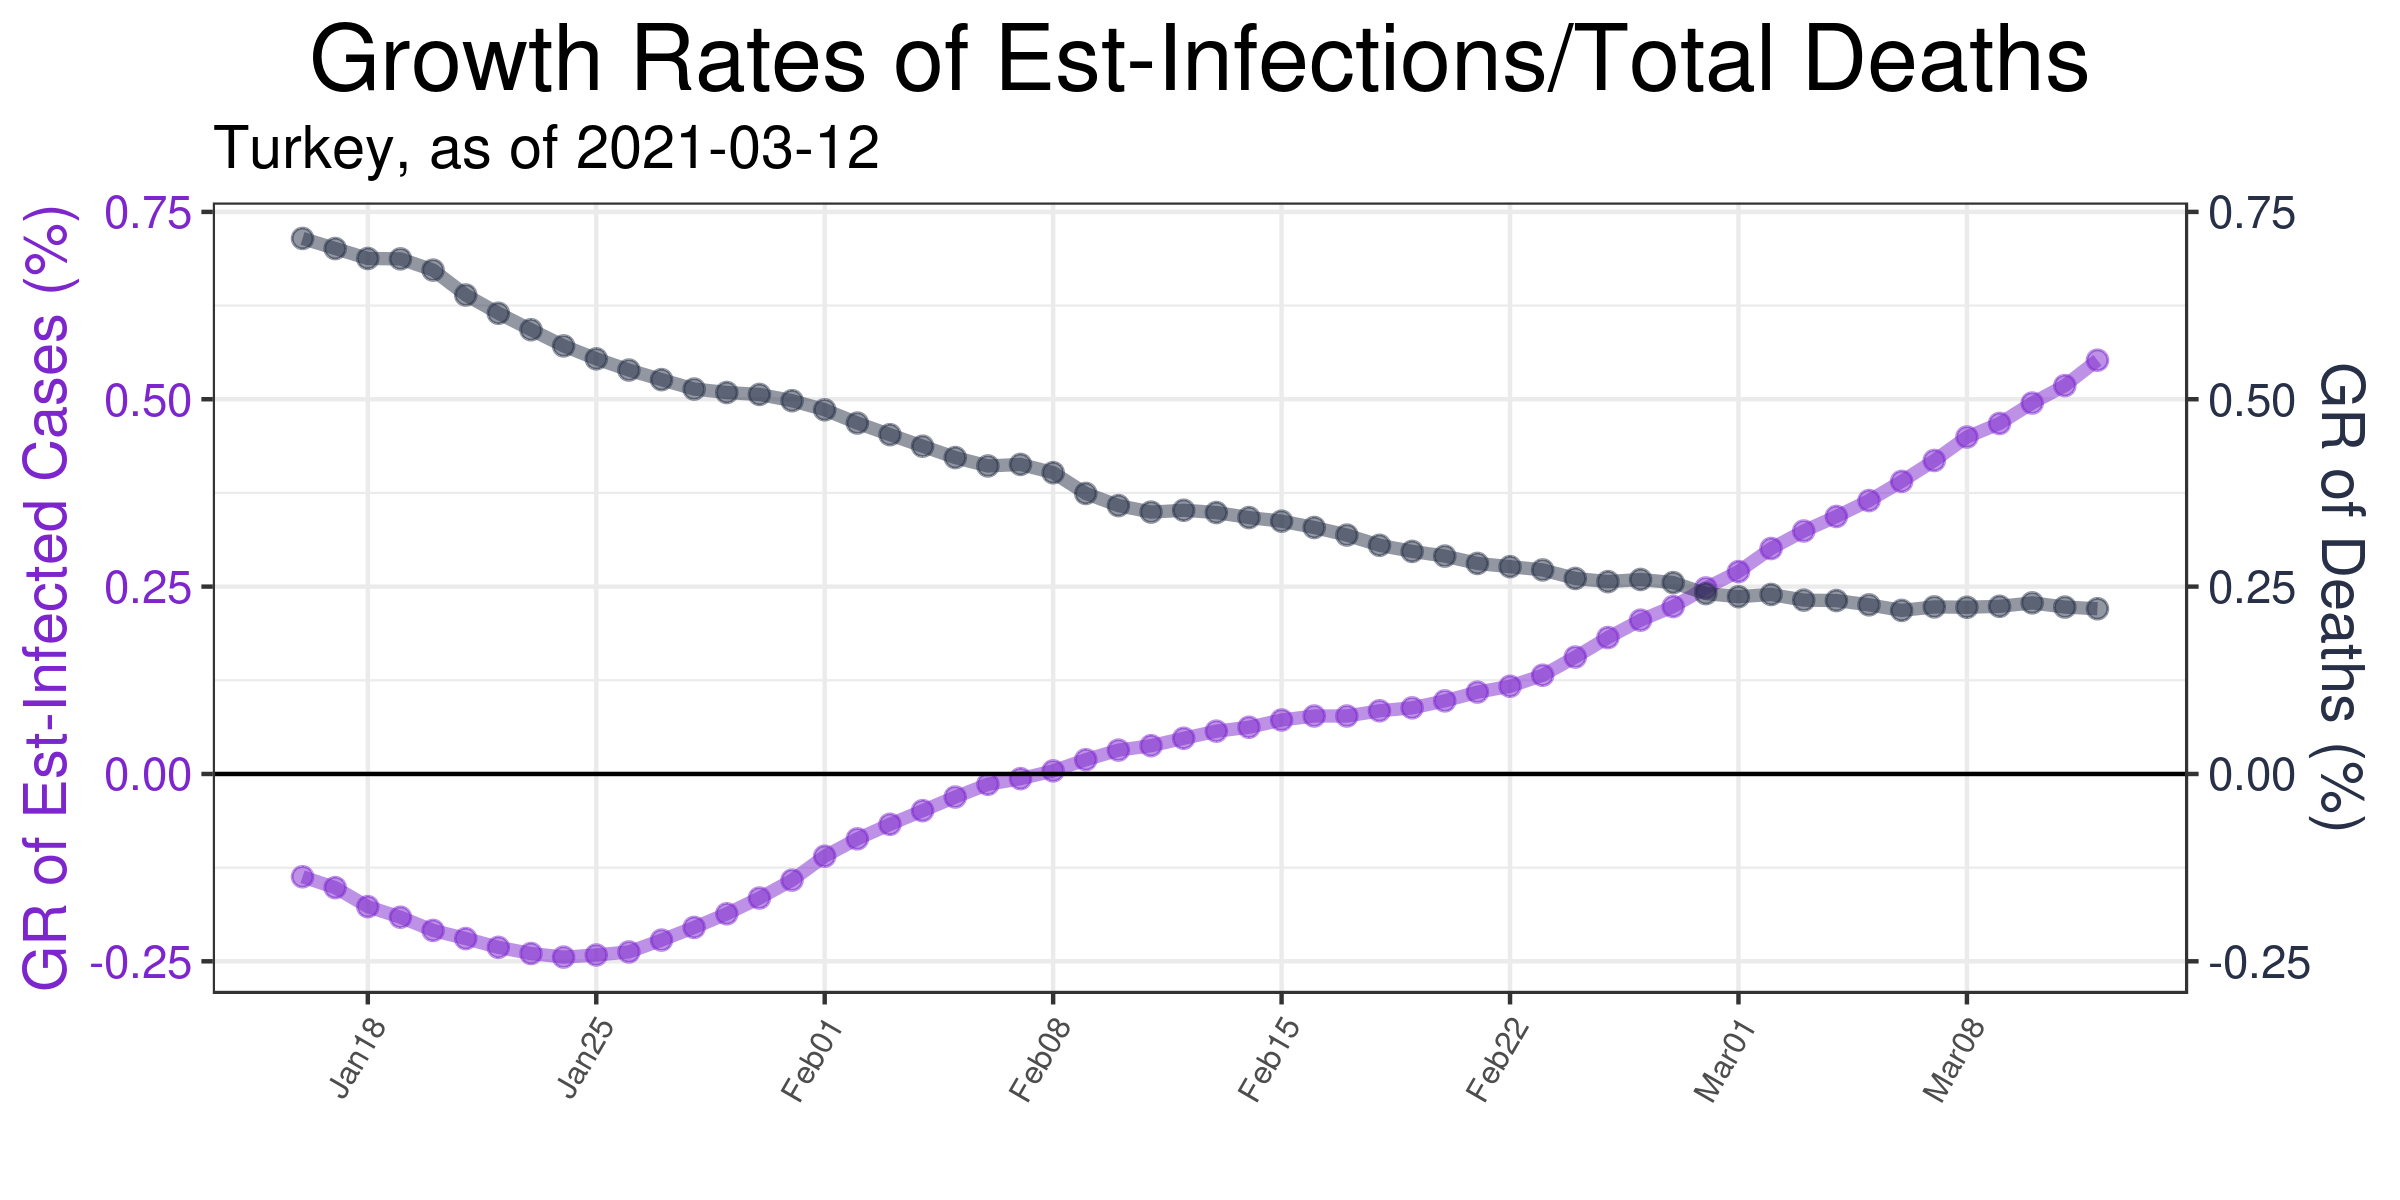 Growth Rates of Est-Infections/Total Deaths
Turkey, as of 2021-03-12
GR of Est-Infected Cases (%)
0.75
0.50
0.25
0.00
-0.25
0.75
0.50
0.25
0.00
-0.25
GR of Deaths (%)
Jan18
Jan25
Feb01
Feb08
Feb15
Feb22
Mar01
Mar08